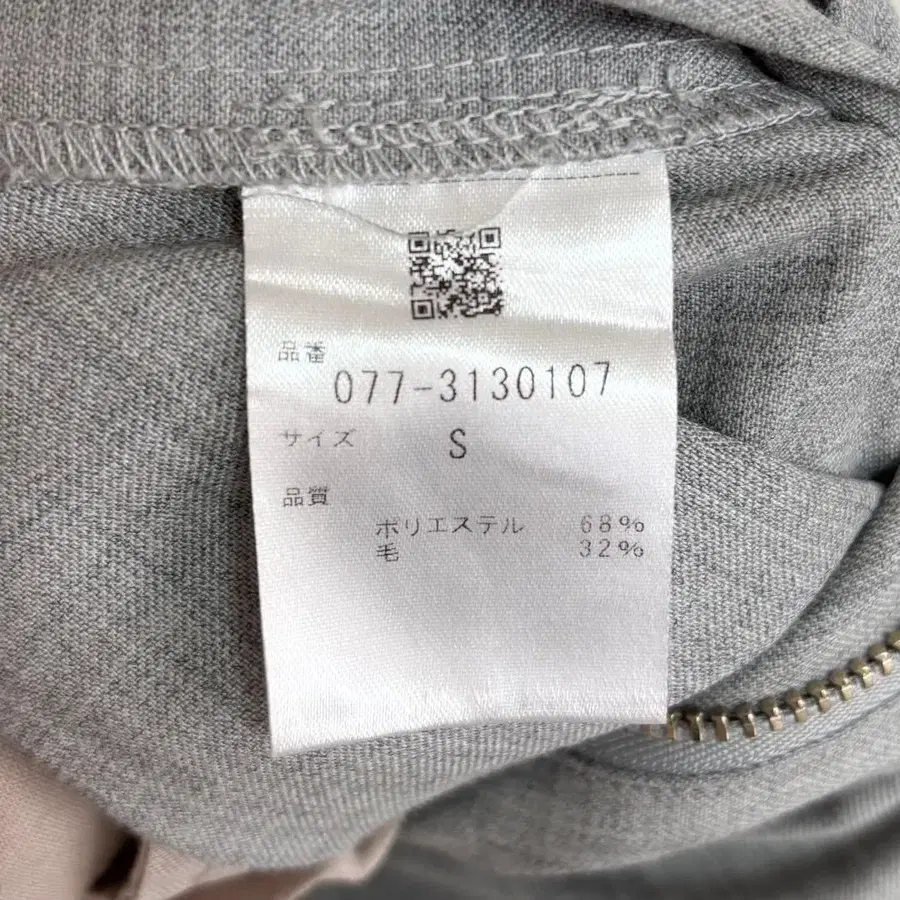 品番
077-3130107
サイズ S
品質
ポリエステル 68%
毛 32%